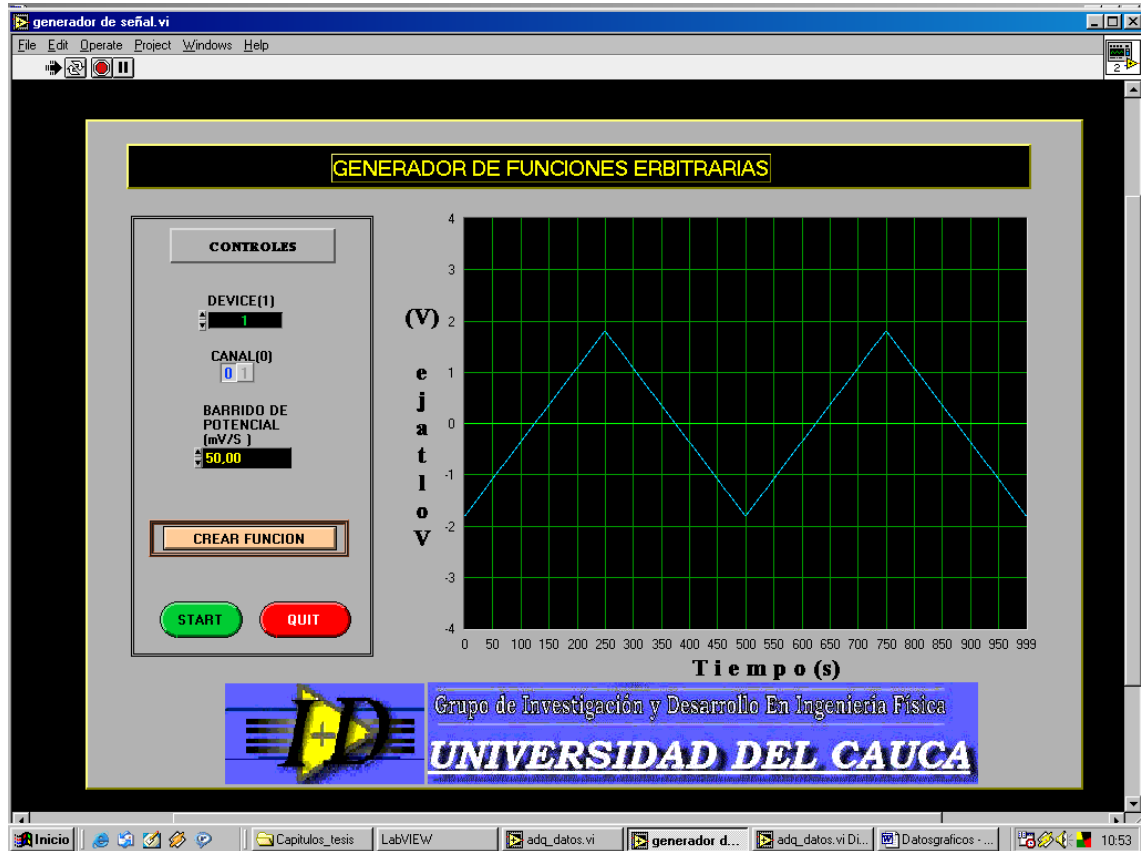 generador de señal.vi
File Edit Operate Project Windows Help
2
GENERADOR DE FUNCIONES ERBITRARIAS
CONTROLES
DEVICE(1)
1
CANAL(0)
0 1
BARRIDO DE
POTENCIAL
(mV/S )
50,00
CREAR FUNCION
START QUIT
(V) e j a t l o V
4
3
2
1
0
-1
-2
-3
-4
0 50 100 150 200 250 300 350 400 450 500 550 600 650 700 750 800 850 900 950 999
Tiempo (s)
I+D
Grupo de Investigación y Desarrollo En Ingeniería Física
UNIVERSIDAD DEL CAUCA
Inicio Capitulos_tesis LabVIEW adq_datos.vi generador d... adq_datos.vi Di... Datosgraficos - ... 10:53